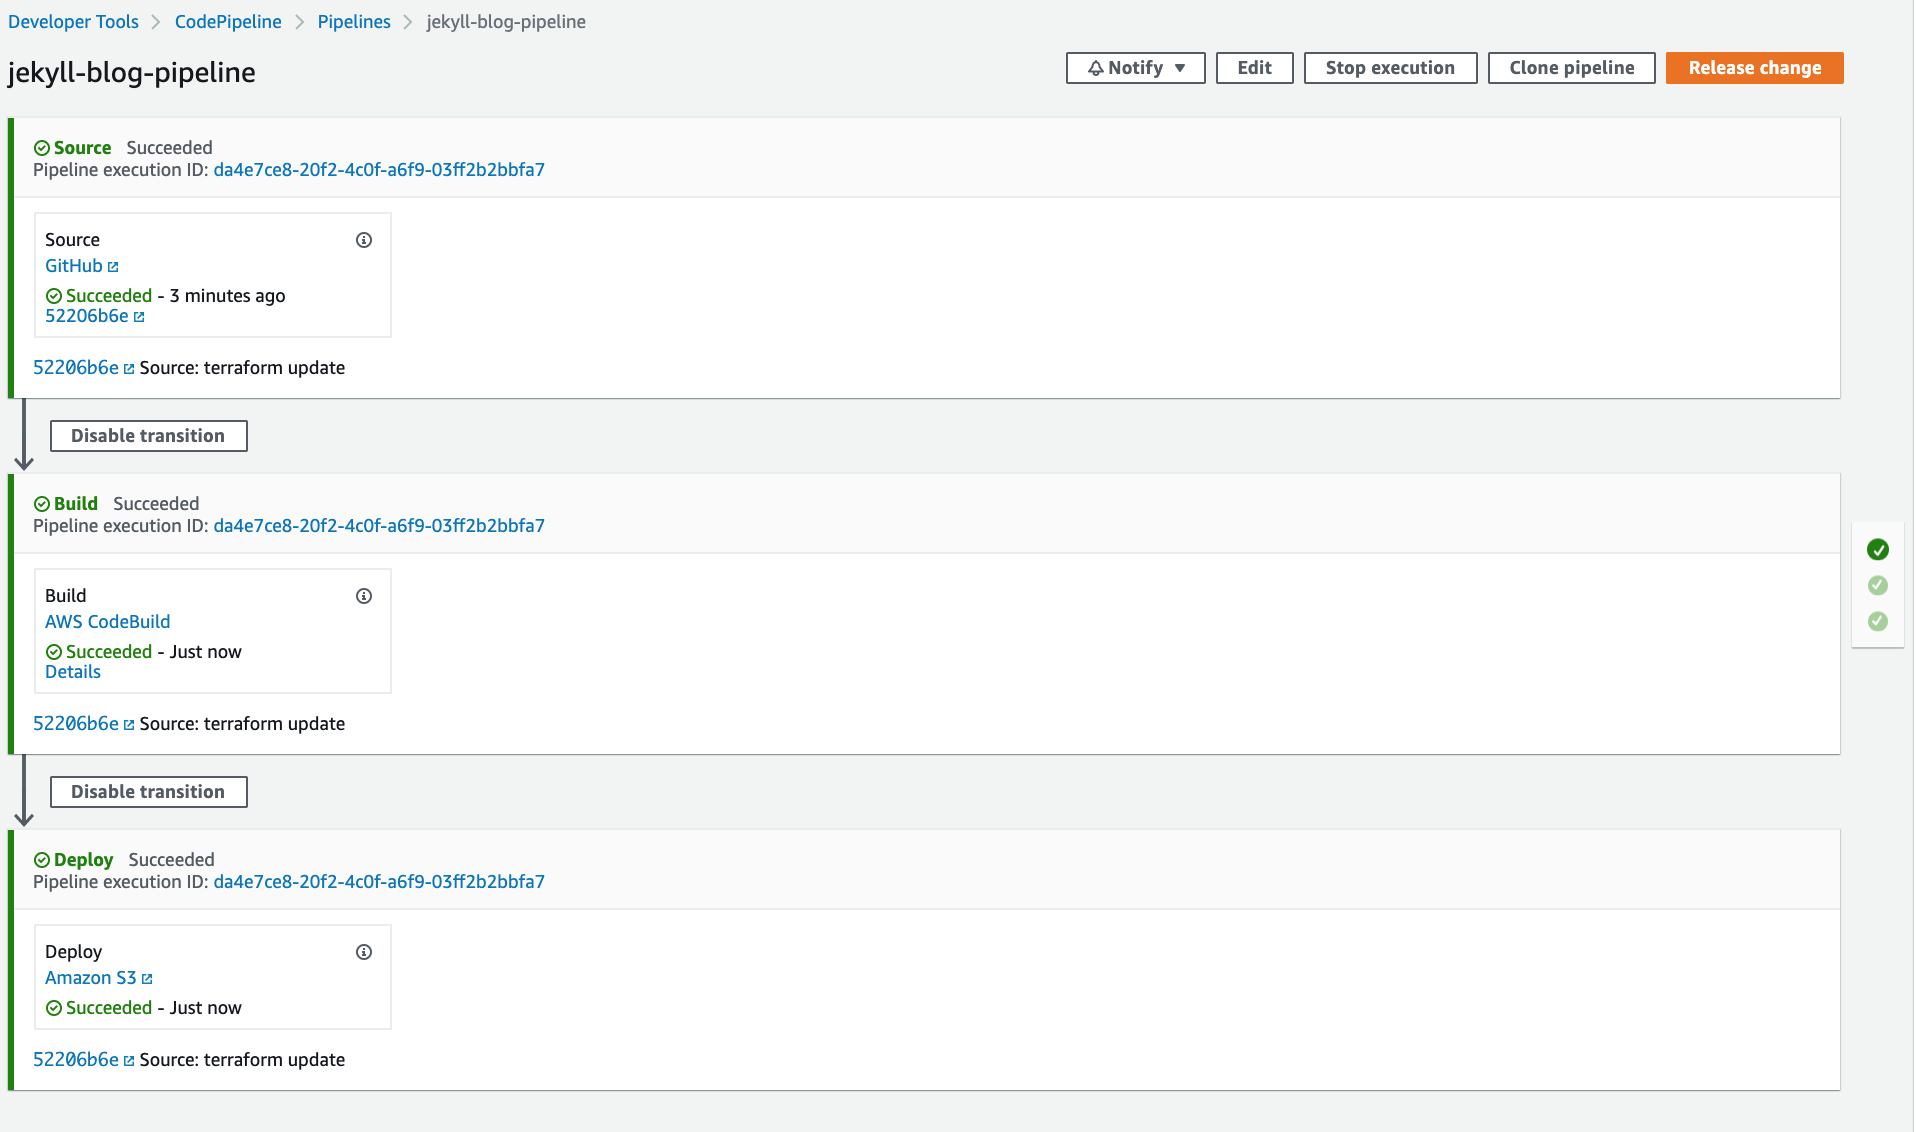 Developer Tools > CodePipeline > Pipelines > jekyll-blog-pipeline
jekyll-blog-pipeline
Notify ▼ Edit Stop execution Clone pipeline Release change
Source Succeeded
Pipeline execution ID: da4e7ce8-20f2-4c0f-a6f9-03ff2b2bbfa7
Source
GitHub
Succeeded - 3 minutes ago
52206b6e
52206b6e Source: terraform update
Disable transition
Build Succeeded
Pipeline execution ID: da4e7ce8-20f2-4c0f-a6f9-03ff2b2bbfa7
Build
AWS CodeBuild
Succeeded - Just now
Details
52206b6e Source: terraform update
Disable transition
Deploy Succeeded
Pipeline execution ID: da4e7ce8-20f2-4c0f-a6f9-03ff2b2bbfa7
Deploy
Amazon S3
Succeeded - Just now
52206b6e Source: terraform update